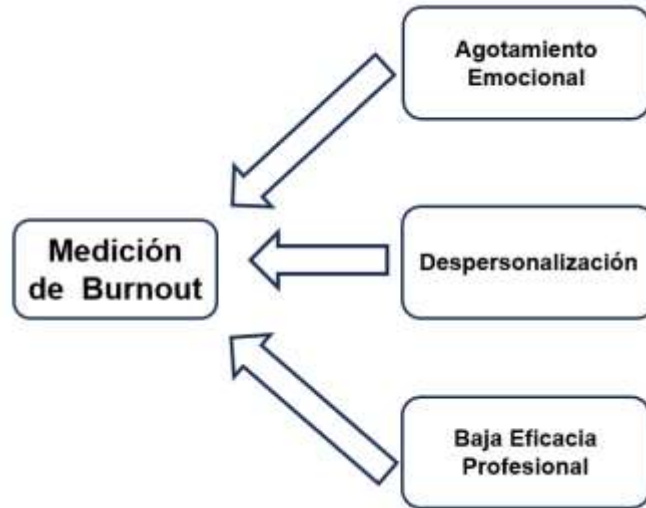 Agotamiento
Emocional
Medición
de Burnout
Despersonalización
Baja Eficacia
Profesional